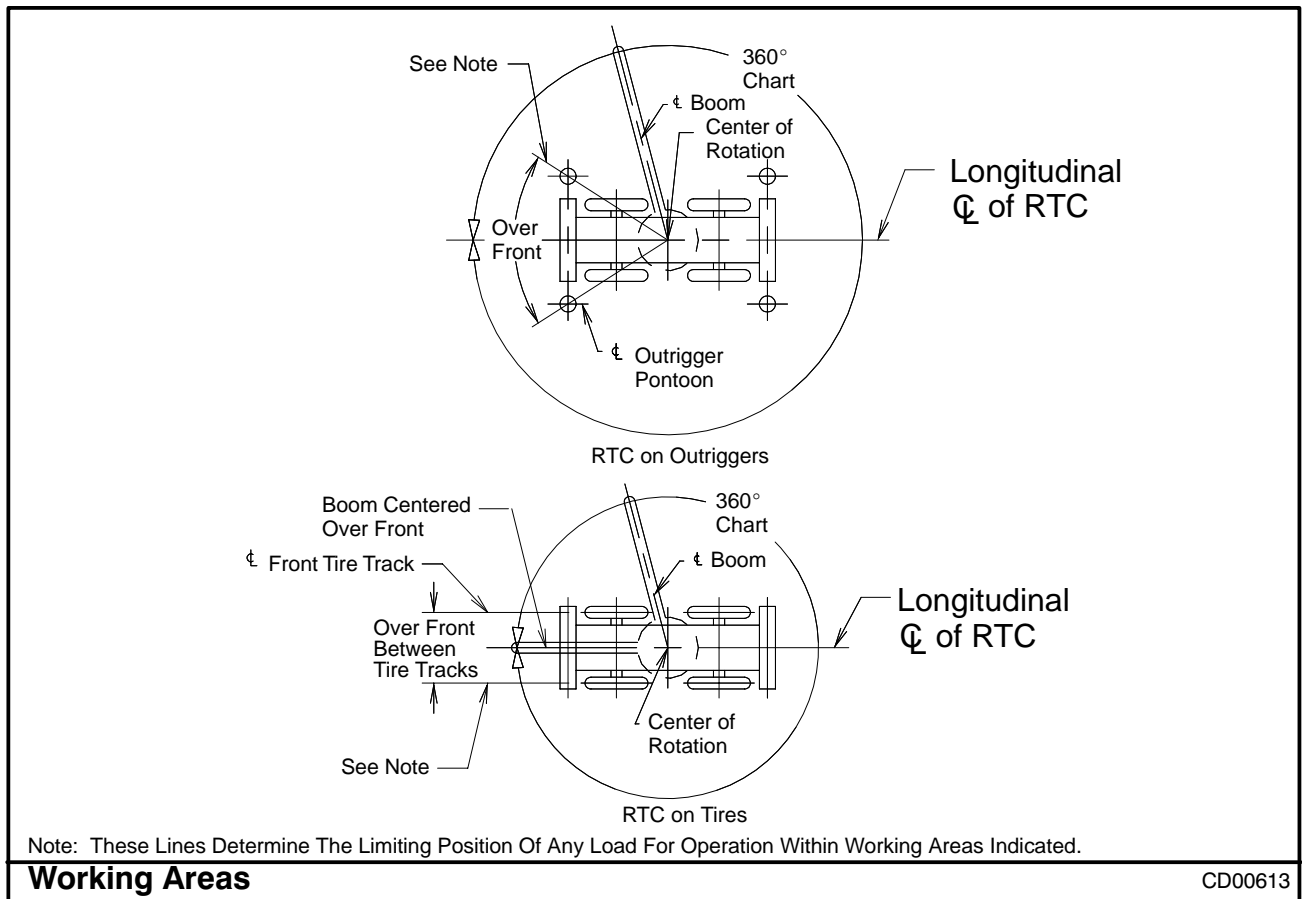 See Note
360°
Chart
℄ Boom
Center of
Rotation
Longitudinal
℄ of RTC
Over
Front
℄ Outrigger
Pontoon
RTC on Outriggers
Boom Centered
Over Front
360°
Chart
℄ Front Tire Track
℄ Boom
Longitudinal
℄ of RTC
Over Front
Between
Tire Tracks
Center of
Rotation
See Note
RTC on Tires
Note: These Lines Determine The Limiting Position Of Any Load For Operation Within Working Areas Indicated.
Working Areas
CD00613